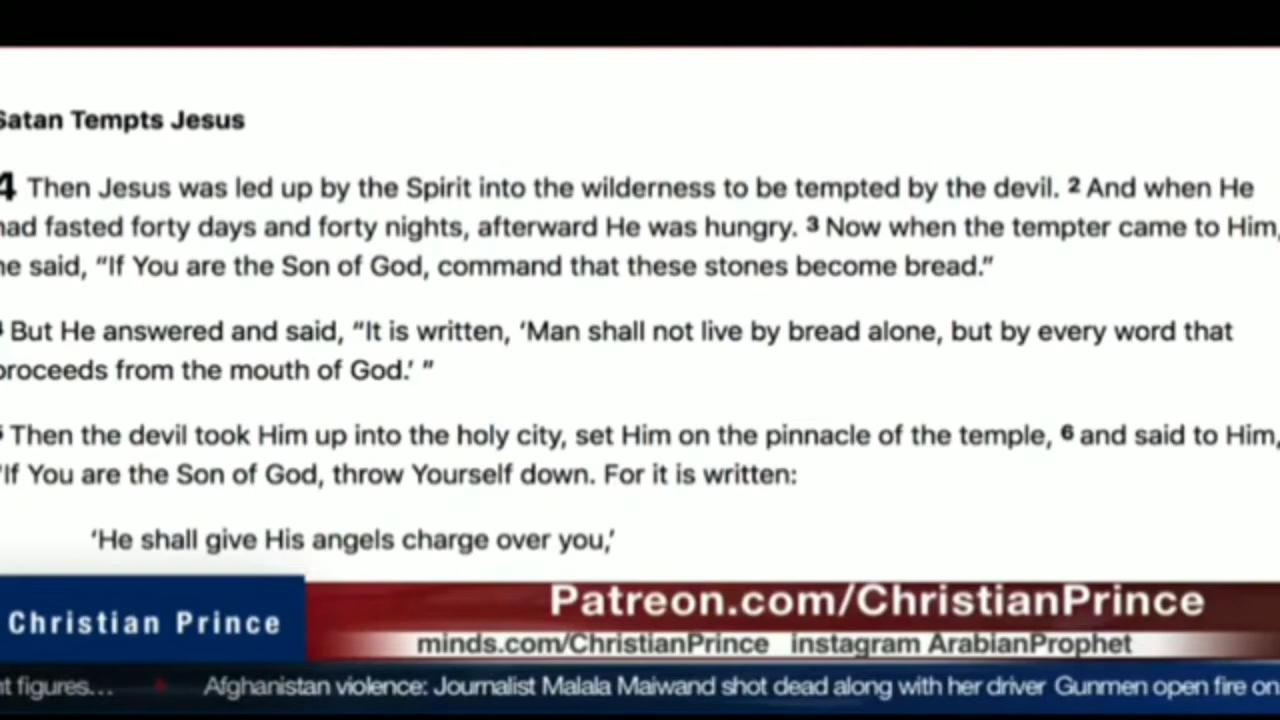 Satan Tempts Jesus
4 Then Jesus was led up by the Spirit into the wilderness to be tempted by the devil. 2 And when He
had fasted forty days and forty nights, afterward He was hungry. 3 Now when the tempter came to Him,
he said, “If You are the Son of God, command that these stones become bread.”
4 But He answered and said, “It is written, ‘Man shall not live by bread alone, but by every word that
proceeds from the mouth of God.’ ”
5 Then the devil took Him up into the holy city, set Him on the pinnacle of the temple, 6 and said to Him,
“If You are the Son of God, throw Yourself down. For it is written:
‘He shall give His angels charge over you,’
Christian Prince
Patreon.com/ChristianPrince
minds.com/ChristianPrince instagram ArabianProphet
nt figures... Afghanistan violence: Journalist Malala Maiwand shot dead along with her driver Gunmen open fire on